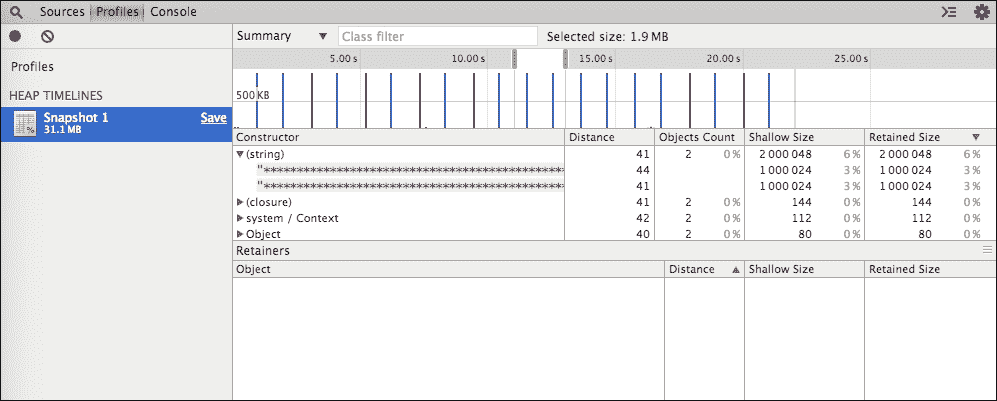 Sources Profiles Console
Summary ▼ Class filter Selected size: 1.9 MB
Profiles
HEAP TIMELINES
Snapshot 1 Save
31.1 MB
5.00 s 10.00 s 15.00 s 20.00 s 25.00 s
500 KB
Constructor Distance Objects Count Shallow Size Retained Size ▼
▼(string) 41 2 0% 2 000 048 6% 2 000 048 6%
"********************************************** 44 1 000 024 3% 1 000 024 3%
"********************************************** 41 1 000 024 3% 1 000 024 3%
▶(closure) 41 2 0% 144 0% 144 0%
▶system / Context 42 2 0% 112 0% 112 0%
▶Object 40 2 0% 80 0% 80 0%
Retainers
Object Distance ▲ Shallow Size Retained Size